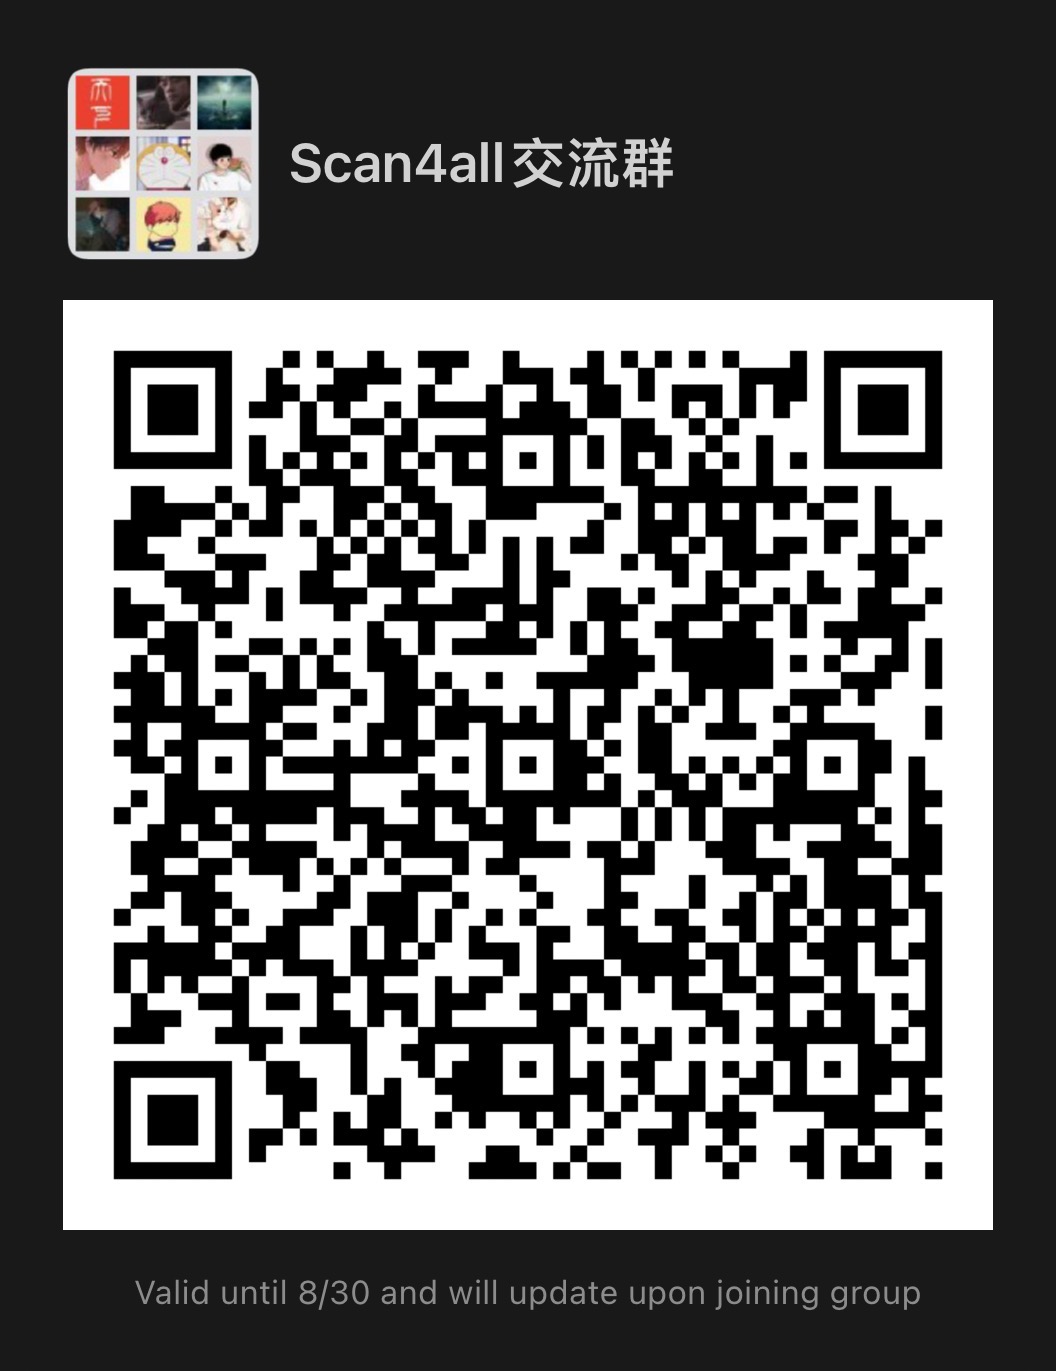 Scan4all交流群
Valid until 8/30 and will update upon joining group